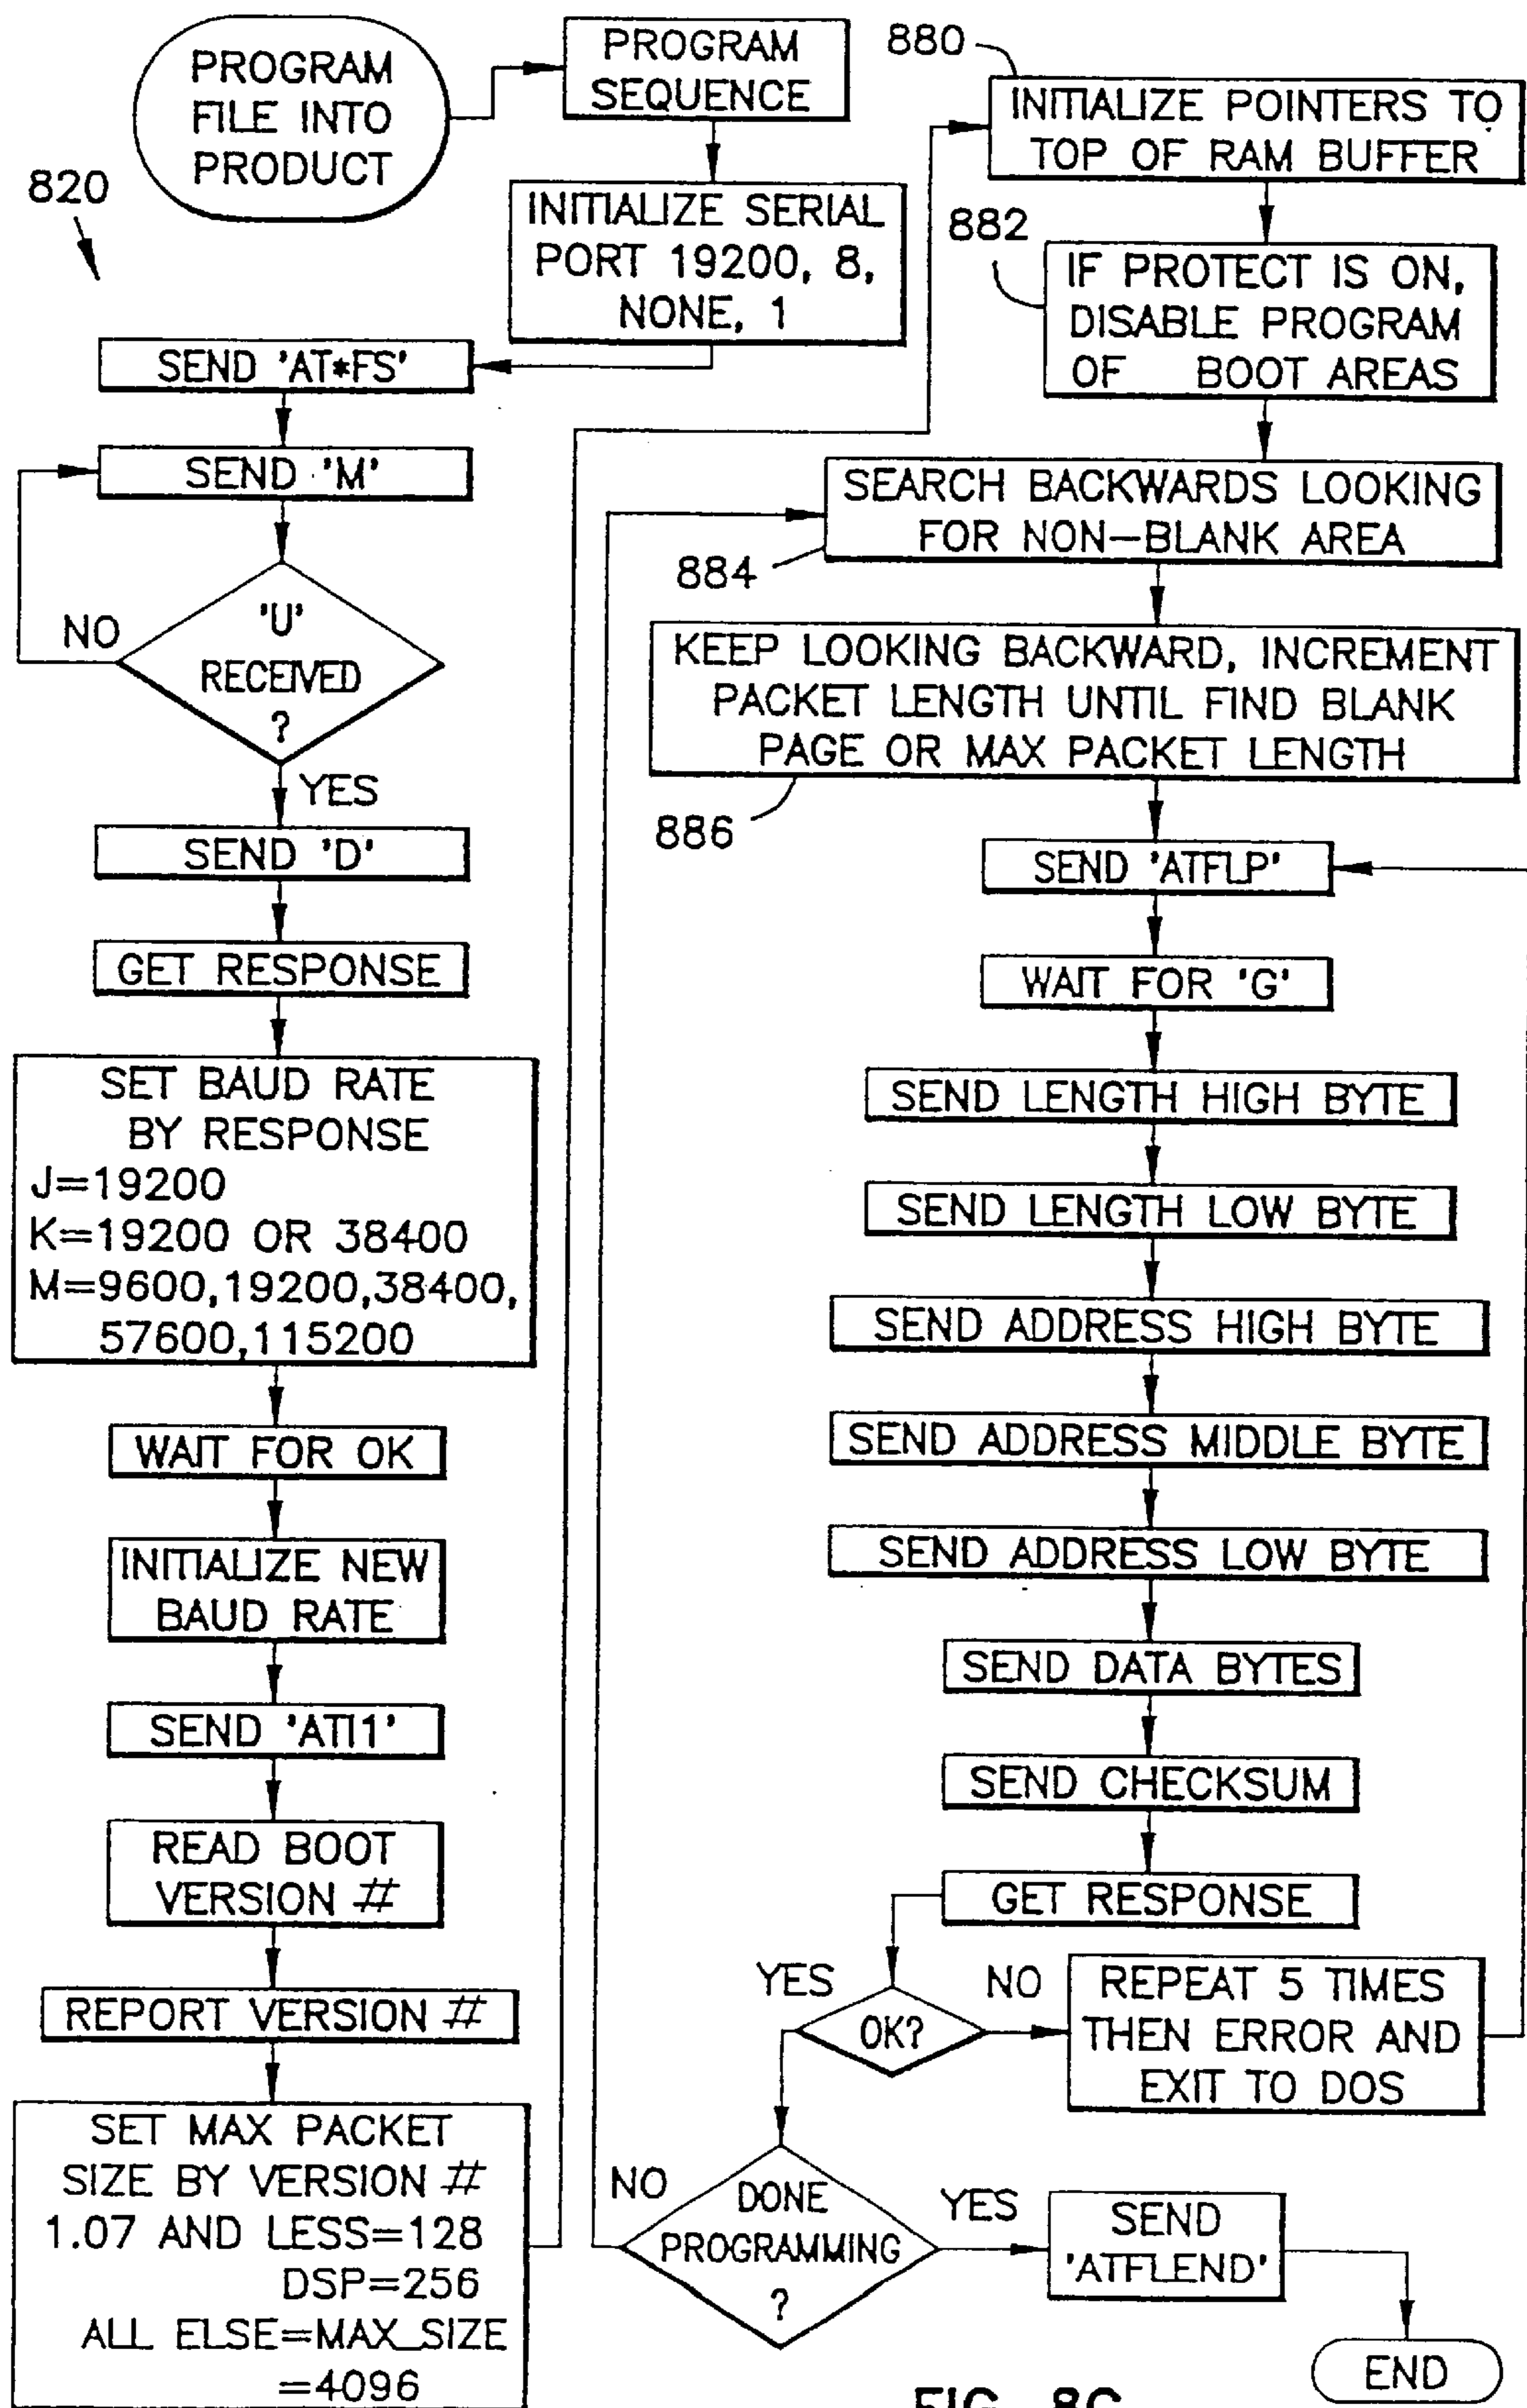 PROGRAM
FILE INTO
PRODUCT
820
PROGRAM
SEQUENCE
INITIALIZE SERIAL
PORT 19200, 8,
NONE, 1
SEND 'AT*FS'
SEND 'M'
'U'
RECEIVED
?
NO
YES
SEND 'D'
GET RESPONSE
SET BAUD RATE
BY RESPONSE
J=19200
K=19200 OR 38400
M=9600,19200,38400,
57600,115200
WAIT FOR OK
INITIALIZE NEW
BAUD RATE
SEND 'ATI1'
READ BOOT
VERSION #
REPORT VERSION #
SET MAX PACKET
SIZE BY VERSION #
1.07 AND LESS=128
DSP=256
ALL ELSE=MAX_SIZE
=4096
880
INITIALIZE POINTERS TO
TOP OF RAM BUFFER
882
IF PROTECT IS ON,
DISABLE PROGRAM
OF BOOT AREAS
SEARCH BACKWARDS LOOKING
FOR NON-BLANK AREA
884
KEEP LOOKING BACKWARD, INCREMENT
PACKET LENGTH UNTIL FIND BLANK
PAGE OR MAX PACKET LENGTH
886
SEND 'ATFLP'
WAIT FOR 'G'
SEND LENGTH HIGH BYTE
SEND LENGTH LOW BYTE
SEND ADDRESS HIGH BYTE
SEND ADDRESS MIDDLE BYTE
SEND ADDRESS LOW BYTE
SEND DATA BYTES
SEND CHECKSUM
GET RESPONSE
YES
OK?
NO
REPEAT 5 TIMES
THEN ERROR AND
EXIT TO DOS
NO
DONE
PROGRAMMING
?
YES
SEND
'ATFLEND'
END
FIG. 8C